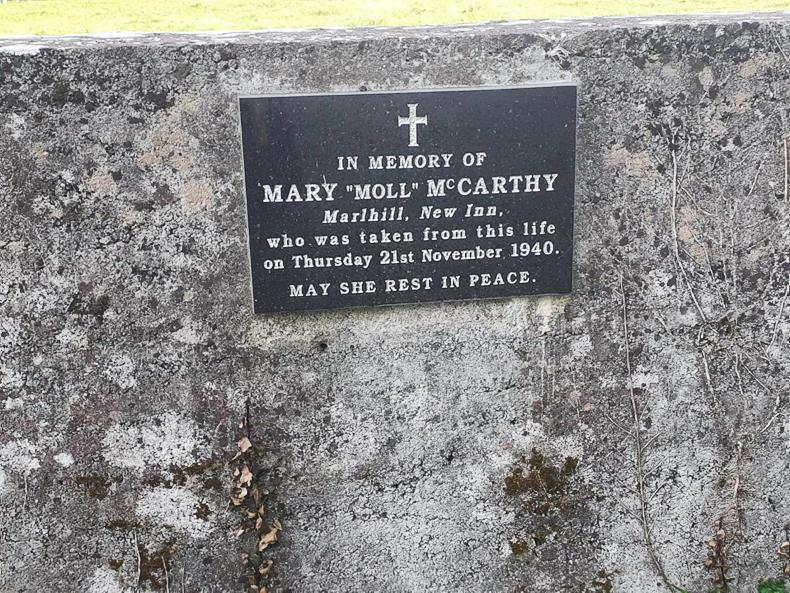 IN MEMORY OF
MARY "MOLL" McCARTHY
Marlhill, New Inn,
who was taken from this life
on Thursday 21st November 1940.
MAY SHE REST IN PEACE.